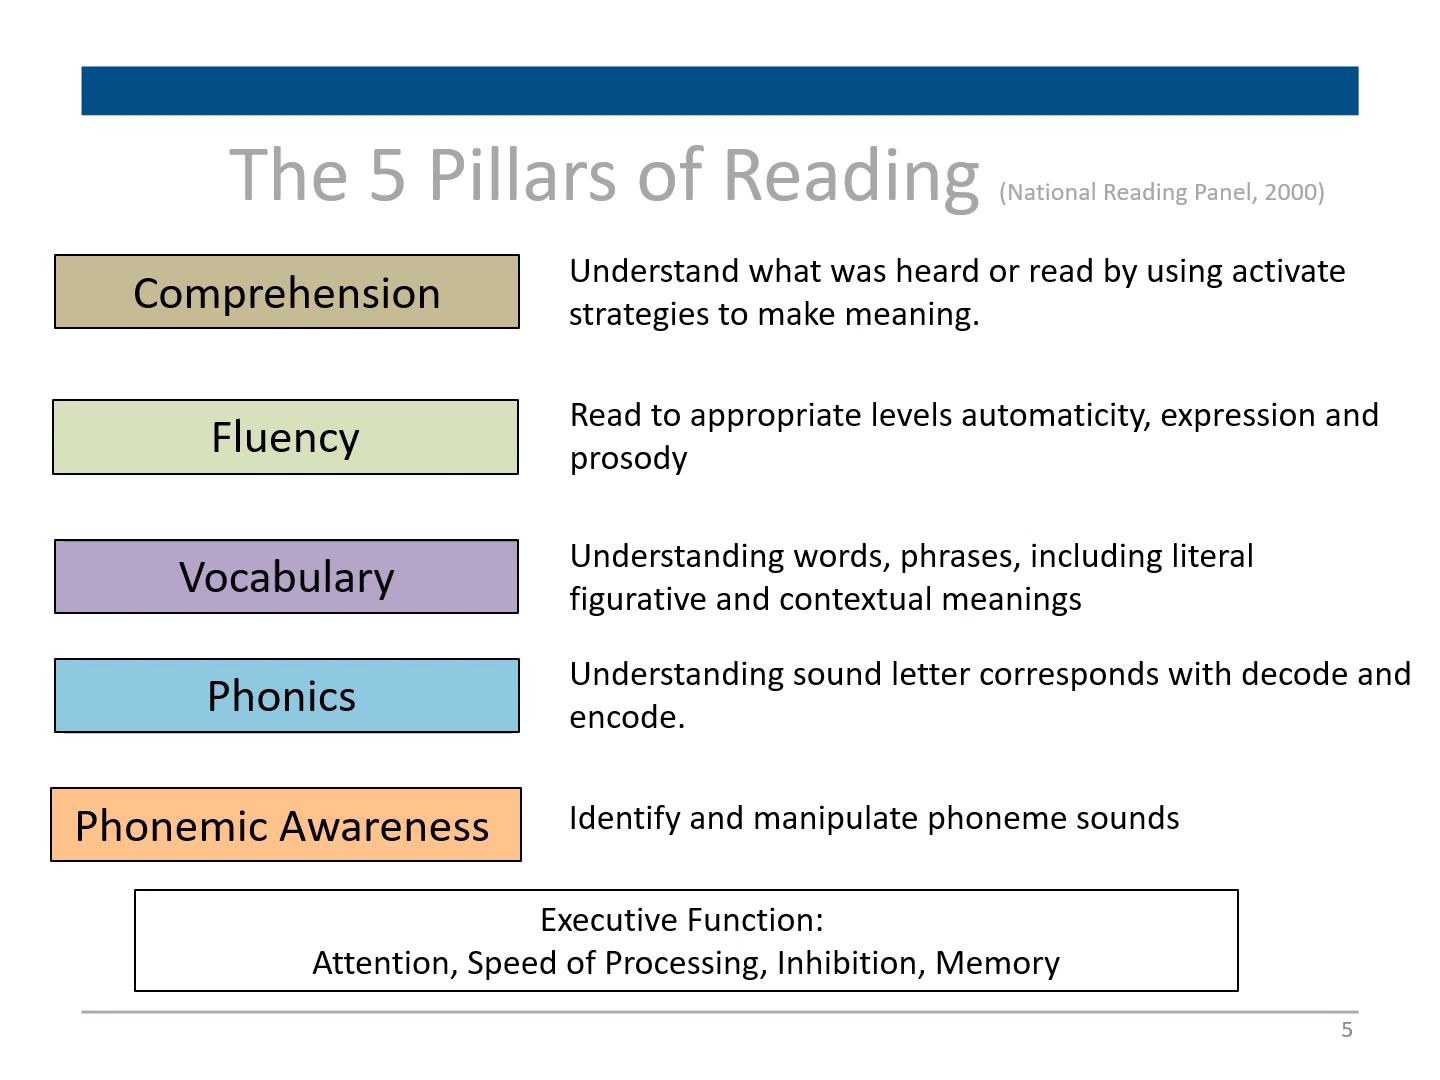 The 5 Pillars of Reading (National Reading Panel, 2000)
Comprehension
Understand what was heard or read by using activate
strategies to make meaning.
Fluency
Read to appropriate levels automaticity, expression and
prosody
Vocabulary
Understanding words, phrases, including literal
figurative and contextual meanings
Phonics
Understanding sound letter corresponds with decode and
encode.
Phonemic Awareness
Identify and manipulate phoneme sounds
Executive Function:
Attention, Speed of Processing, Inhibition, Memory
5